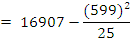 = 16907 − (599)²/25